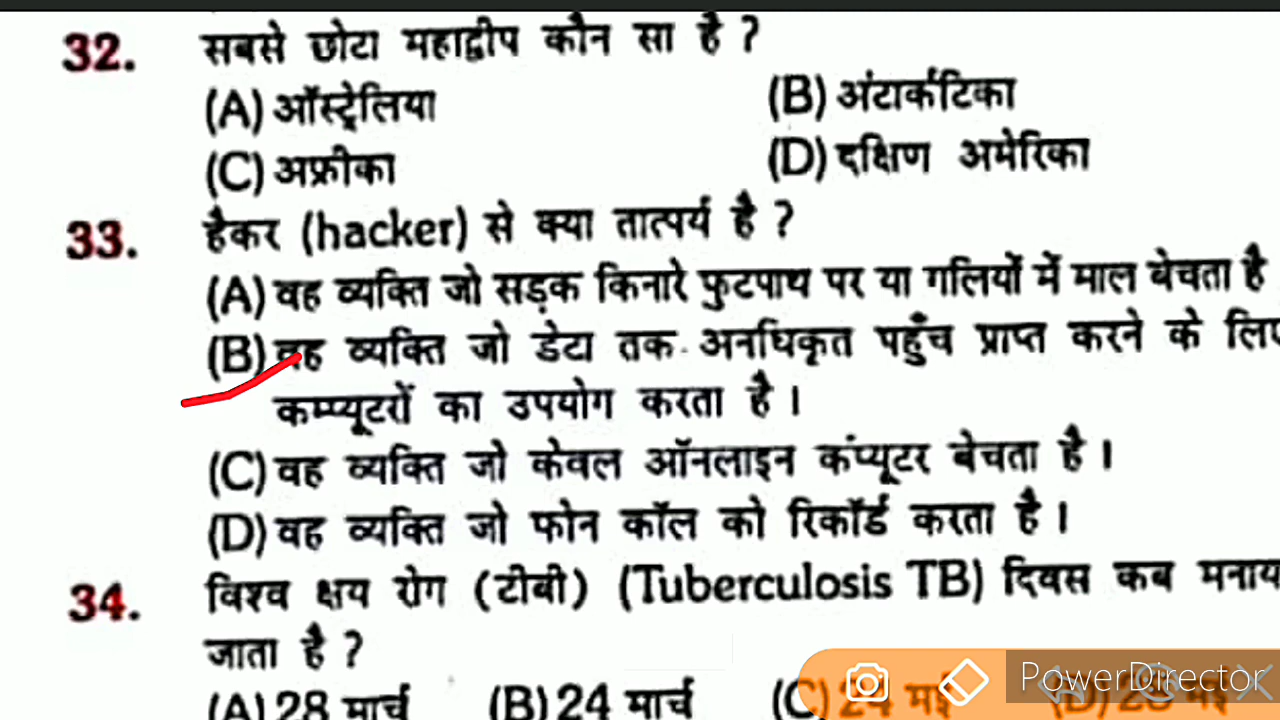 32. सबसे छोटा महाद्वीप कौन सा है ?
(A) ऑस्ट्रेलिया (B) अंटार्कटिका
(C) अफ्रीका (D) दक्षिण अमेरिका
33. हैकर (hacker) से क्या तात्पर्य है ?
(A) वह व्यक्ति जो सड़क किनारे फुटपाथ पर या गलियों में माल बेचता है
(B) वह व्यक्ति जो डेटा तक अनधिकृत पहुँच प्राप्त करने के
कम्प्यूटरों का उपयोग करता है ।
(C) वह व्यक्ति जो केवल ऑनलाइन कंप्यूटर बेचता है ।
(D) वह व्यक्ति जो फोन कॉल को रिकॉर्ड करता है ।
34. विश्व क्षय रोग (टीबी) (Tuberculosis TB) दिवस कब
जाता है ?
(A) 28 मार्च (B) 24 मार्च (C) 24 मई (D)
PowerDirector